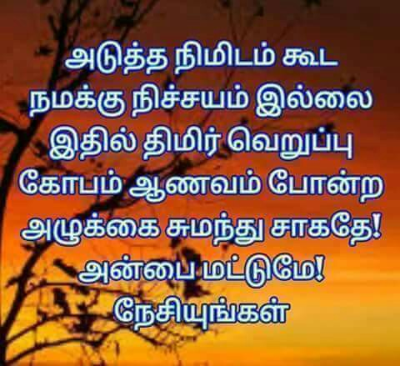 அடுத்த நிமிடம் கூட
நமக்கு நிச்சயம் இல்லை
இதில் திமிர் வெறுப்பு
கோபம் ஆணவம் போன்ற
அழுக்கை சுமந்து சாகதே!
அன்பை மட்டுமே!
நேசியுங்கள்